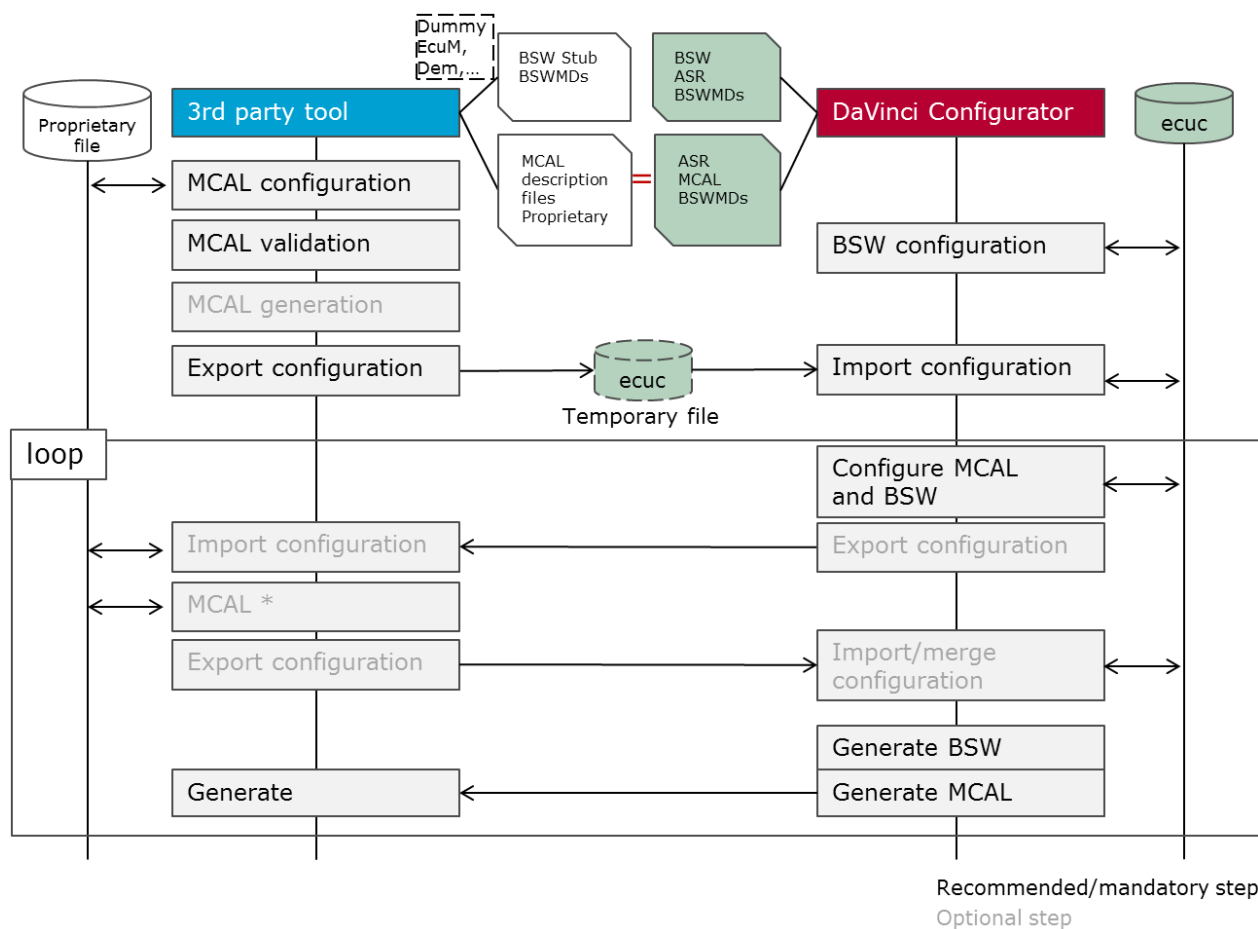 Dummy
EcuM,
Dem,...
BSW Stub
BSWMDs
BSW
ASR
BSWMDs
Proprietary
file
3rd party tool
DaVinci Configurator
ecuc
MCAL
description
files
Proprietary
=
ASR
MCAL
BSWMDs
MCAL configuration
MCAL validation
BSW configuration
MCAL generation
Export configuration
ecuc
Temporary file
Import configuration
loop
Configure MCAL
and BSW
Import configuration
Export configuration
MCAL *
Export configuration
Import/merge
configuration
Generate BSW
Generate
Generate MCAL
Recommended/mandatory step
Optional step